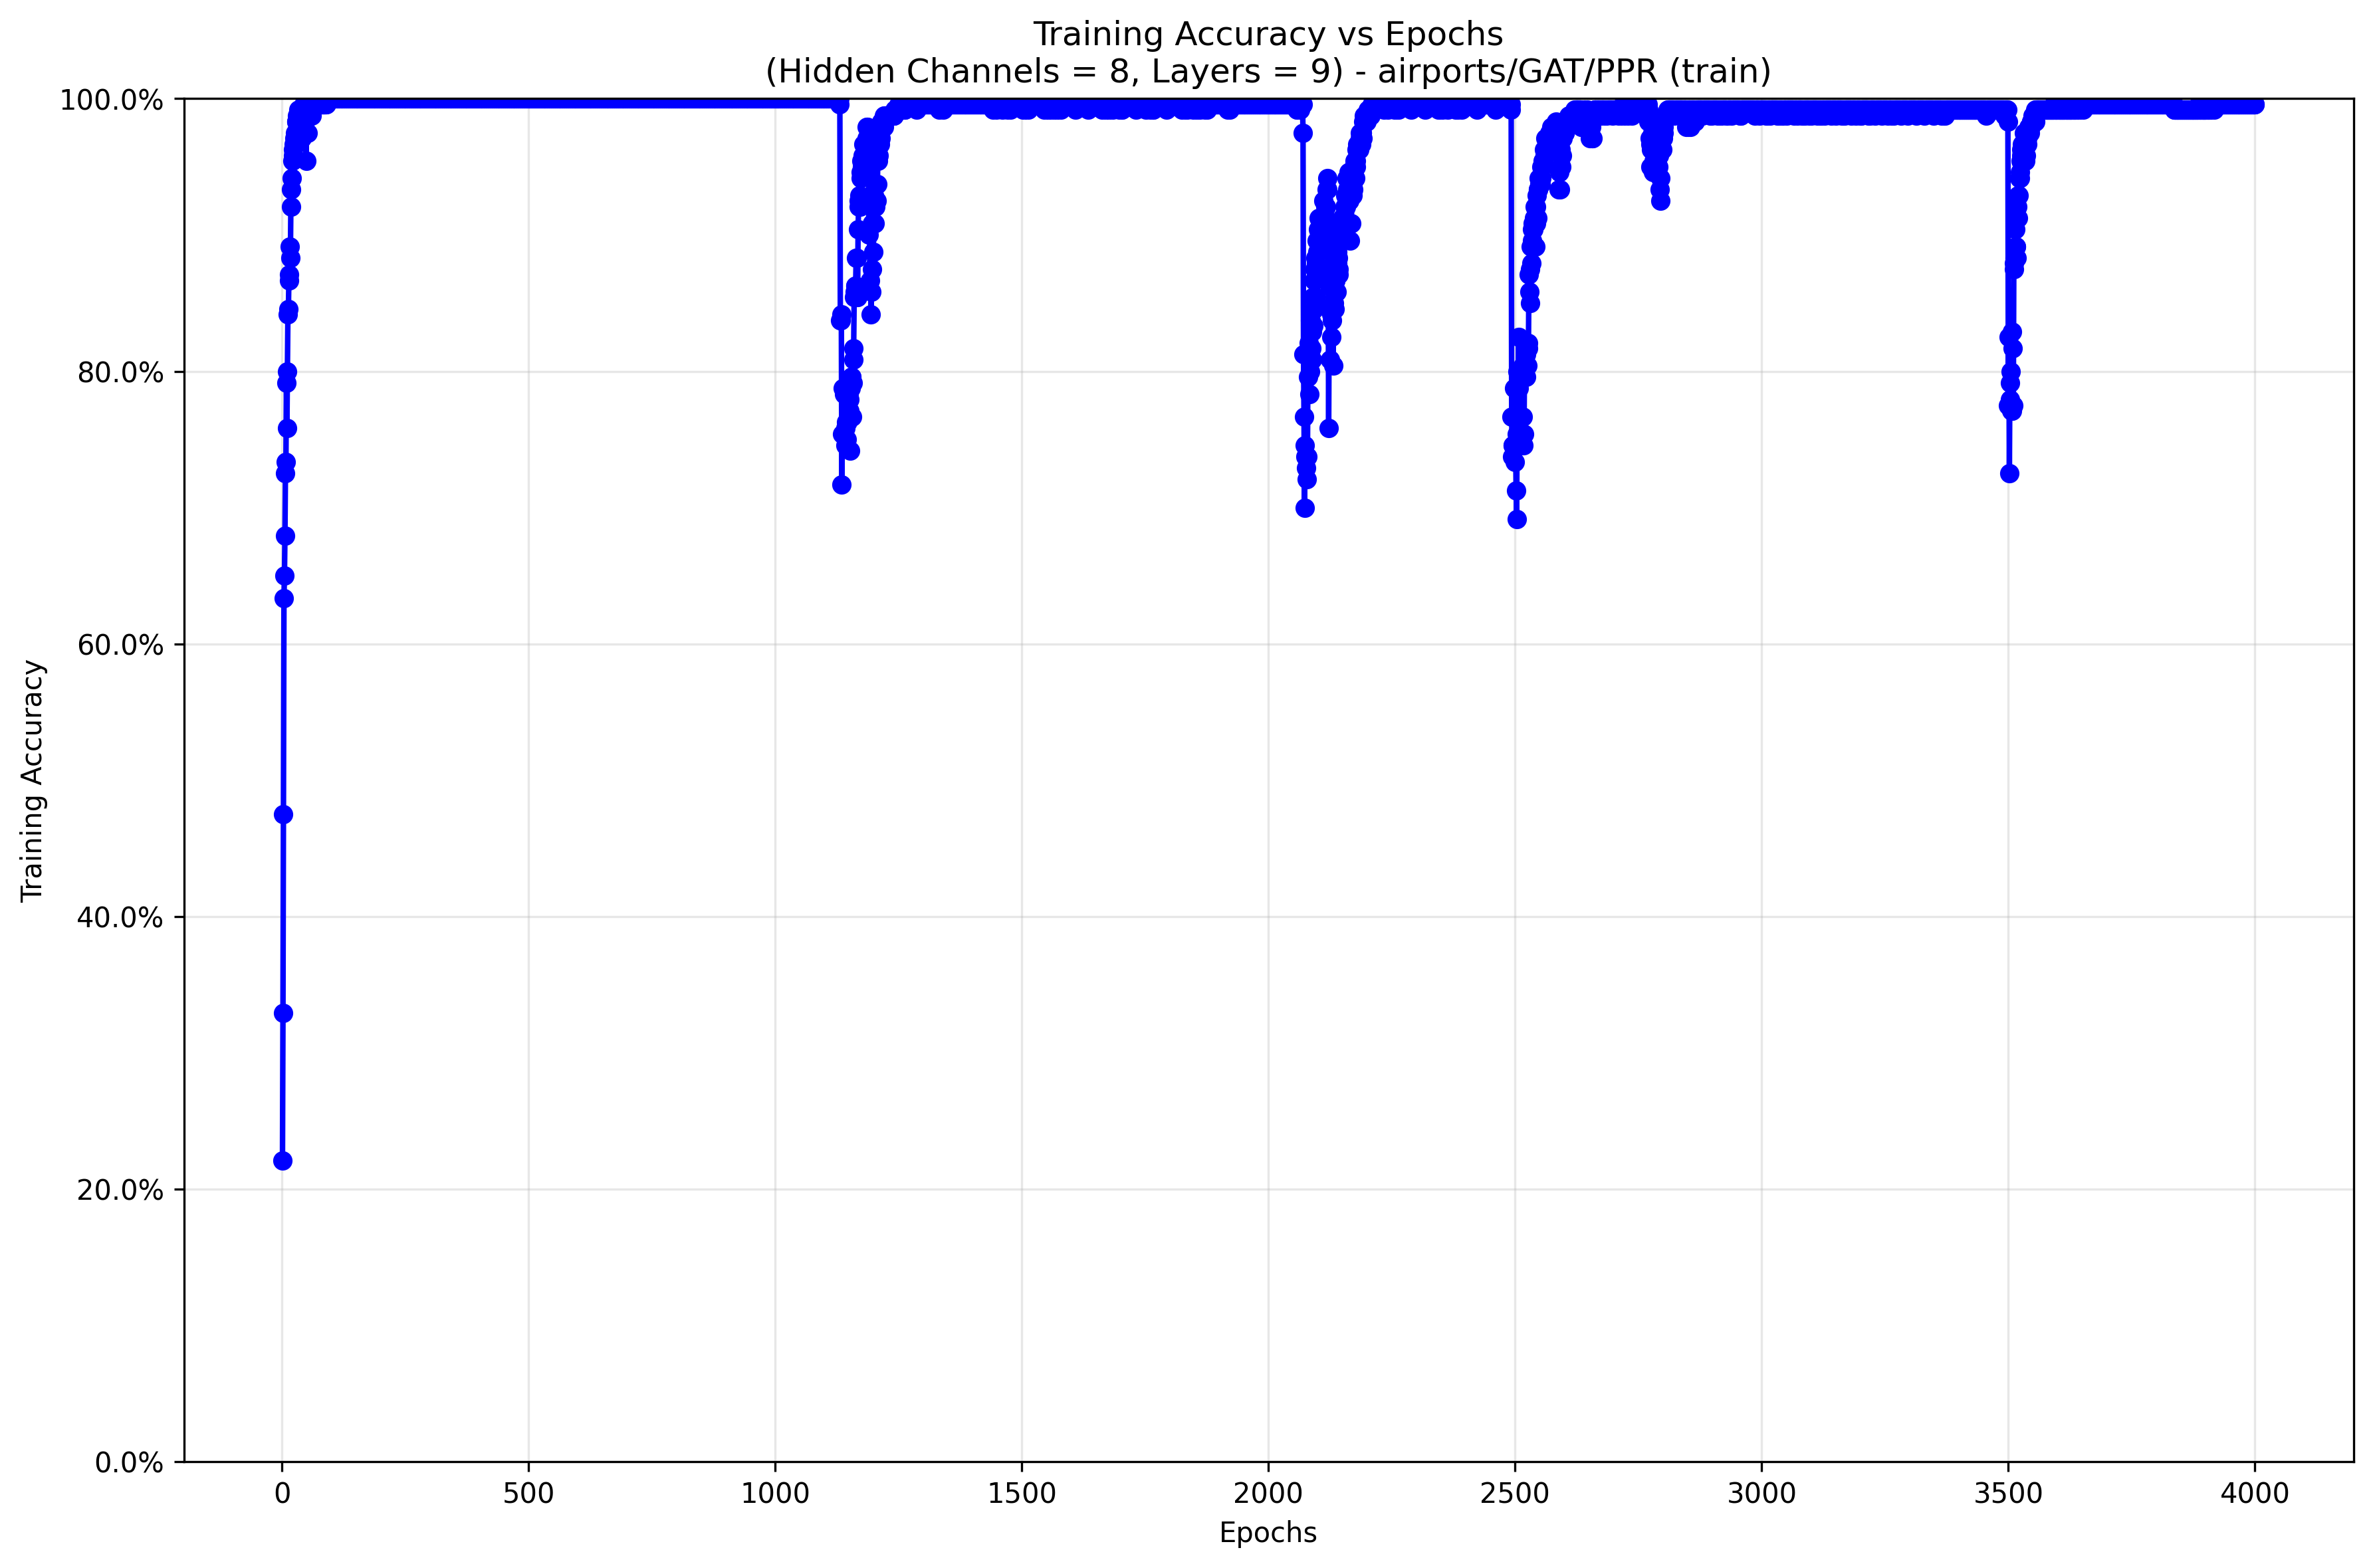 Training Accuracy vs Epochs
(Hidden Channels = 8, Layers = 9) - airports/GAT/PPR (train)
100.0%
80.0%
60.0%
40.0%
20.0%
0.0%
Training Accuracy
0 500 1000 1500 2000 2500 3000 3500 4000
Epochs